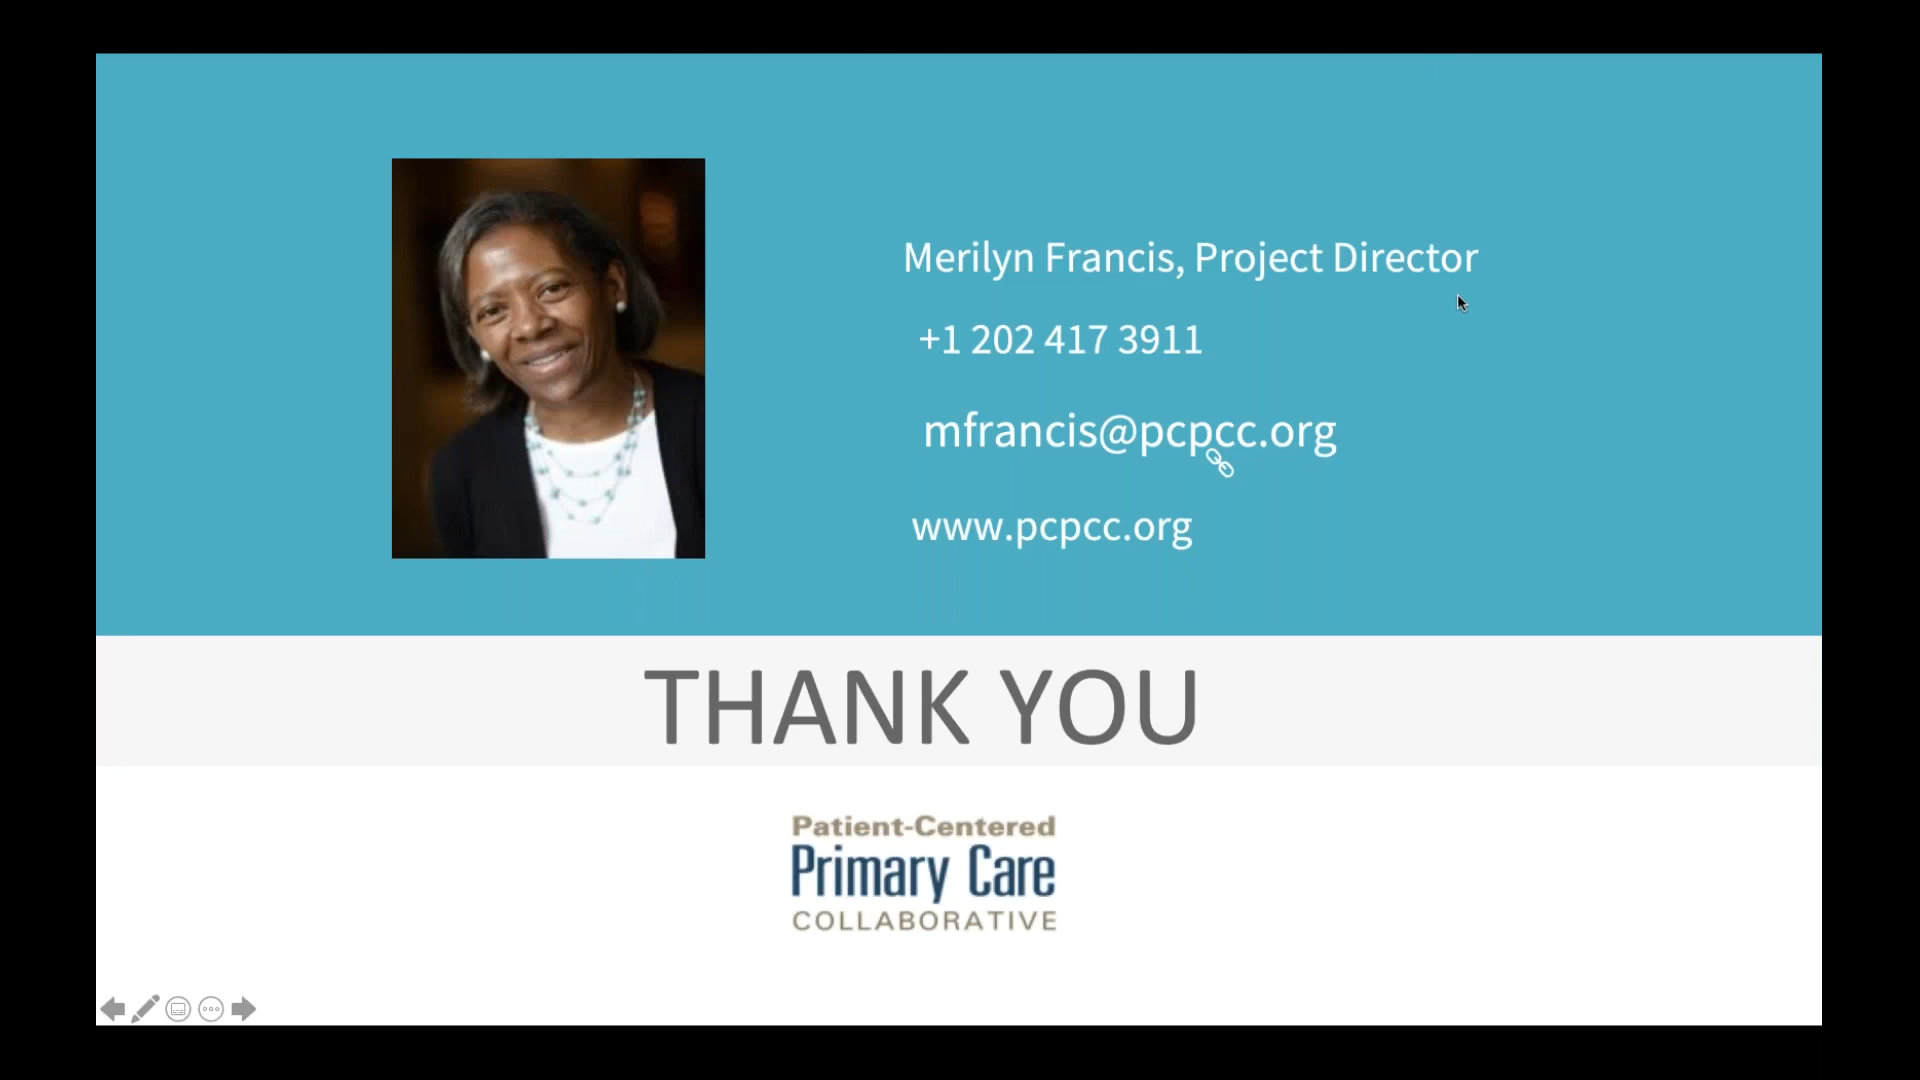 Merilyn Francis, Project Director
+1 202 417 3911
mfrancis@pcpcc.org
www.pcpcc.org
THANK YOU
Patient-Centered
Primary Care
COLLABORATIVE